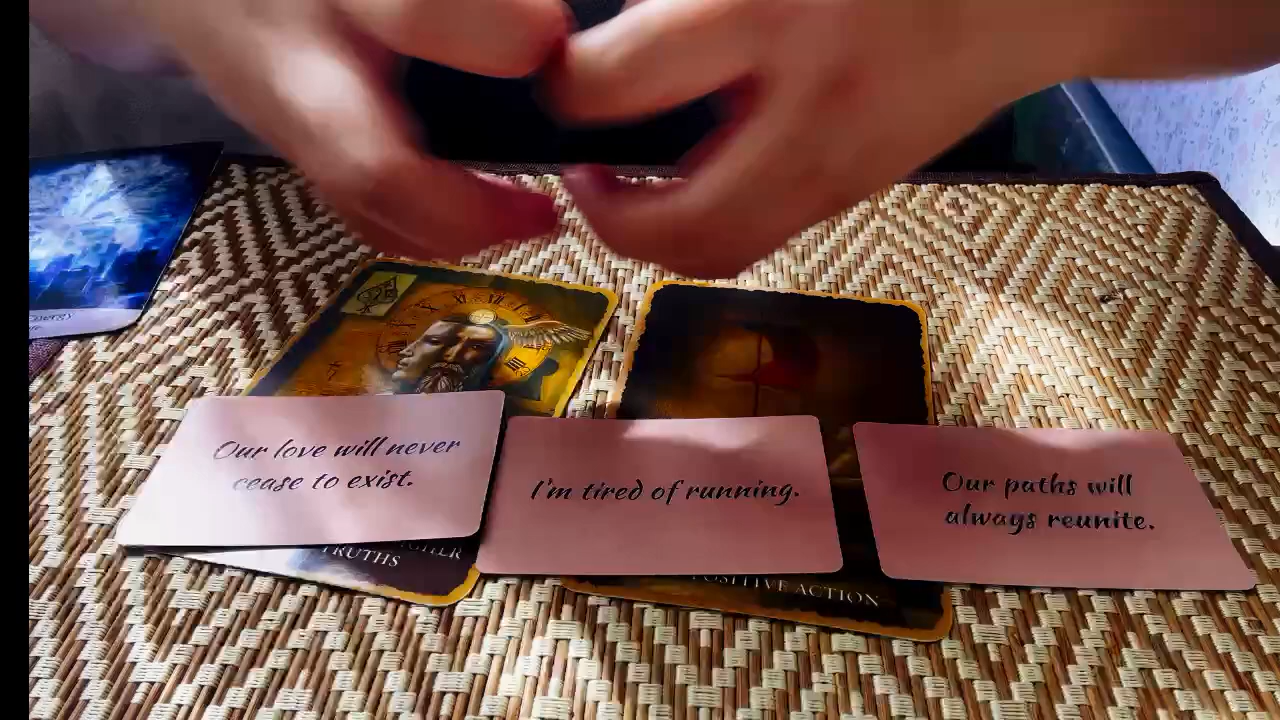 Our love will never
cease to exist.
I'm tired of running.
Our paths will
always reunite.
TRUTHS
POSITIVE ACTION